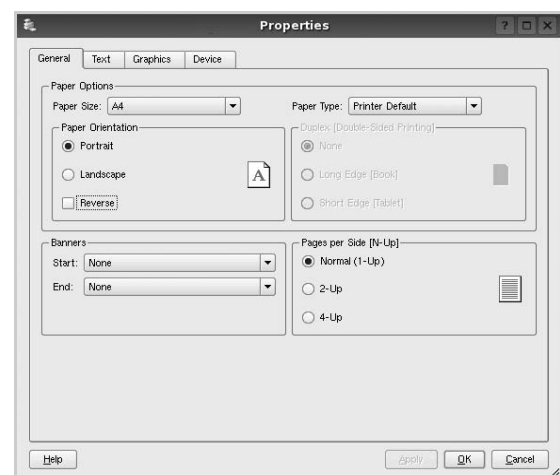 Properties
General Text Graphics Device
Paper Options
Paper Size: A4
Paper Type: Printer Default
Paper Orientation
Portrait
Landscape
Reverse
A
Duplex [Double-Sided Printing]
None
Long Edge [Book]
Short Edge [Tablet]
Banners
Start: None
End: None
Pages per Side [N-Up]
Normal (1-Up)
2-Up
4-Up
Help Apply OK Cancel